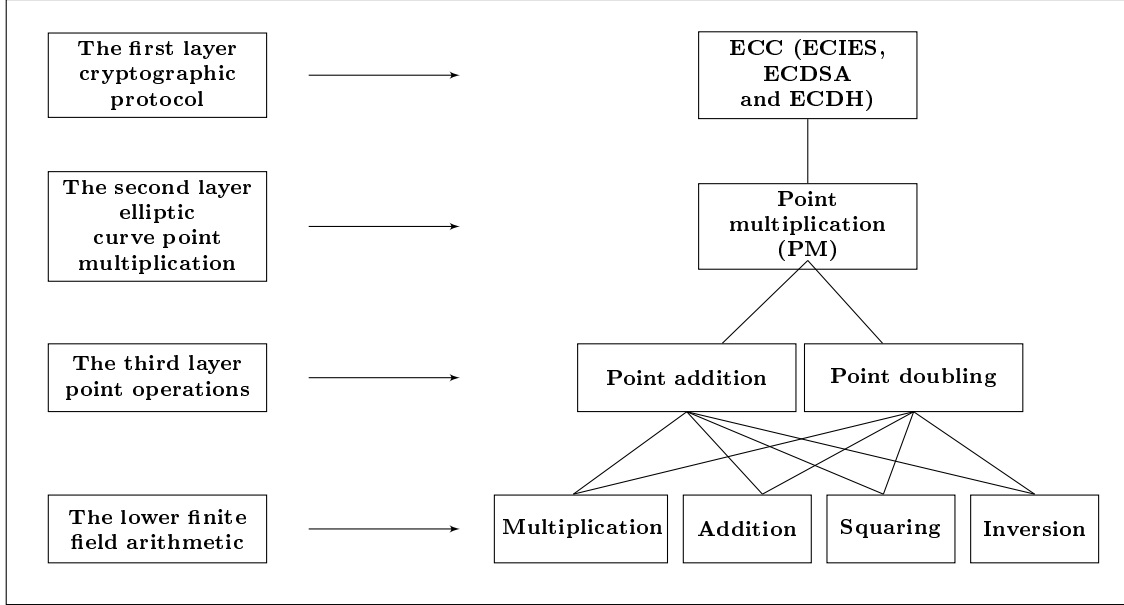 The first layer
cryptographic
protocol
ECC (ECIES,
ECDSA
and ECDH)
The second layer
elliptic
curve point
multiplication
Point
multiplication
(PM)
The third layer
point operations
Point addition
Point doubling
The lower finite
field arithmetic
Multiplication
Addition
Squaring
Inversion